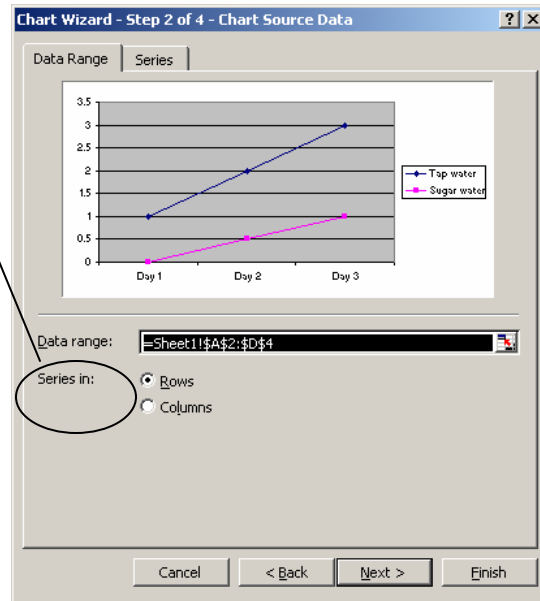 Chart Wizard - Step 2 of 4 - Chart Source Data
Data Range Series
3.5
3
2.5
2
1.5
1
0.5
0
Day 1 Day 2 Day 3
Tap water
Sugar water
Data range: =Sheet1!$A$2:$D$4
Series in: Rows
Columns
Cancel < Back Next > Finish